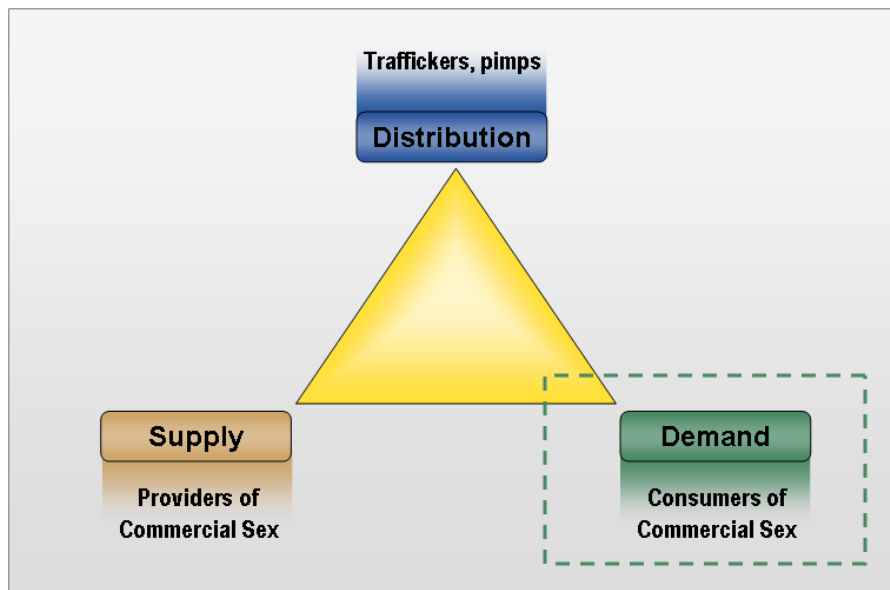 Traffickers, pimps
Distribution
Supply
Providers of
Commercial Sex
Demand
Consumers of
Commercial Sex